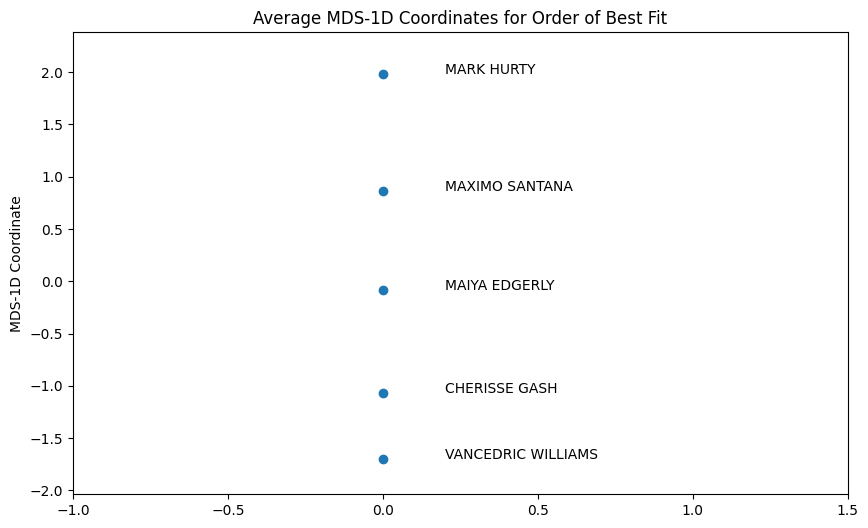 Average MDS-1D Coordinates for Order of Best Fit
MDS-1D Coordinate
2.0
1.5
1.0
0.5
0.0
−0.5
−1.0
−1.5
−2.0
MARK HURTY
MAXIMO SANTANA
MAIYA EDGERLY
CHERISSE GASH
VANCEDRIC WILLIAMS
−1.0 −0.5 0.0 0.5 1.0 1.5